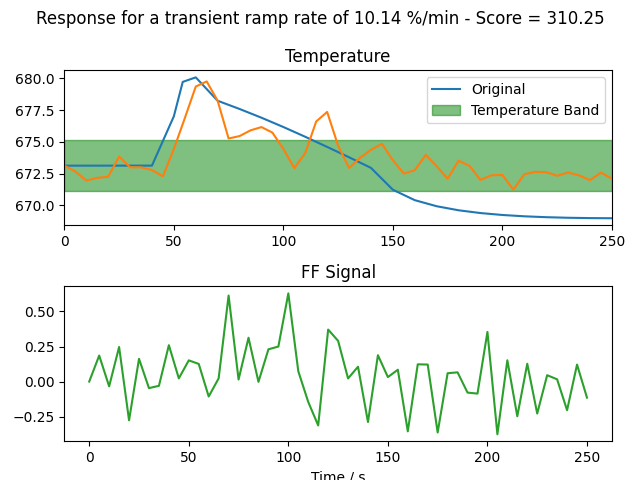 Response for a transient ramp rate of 10.14 %/min - Score = 310.25
Temperature
680.0
677.5
675.0
672.5
670.0
Original
Temperature Band
0 50 100 150 200 250
FF Signal
0.50
0.25
0.00
−0.25
0 50 100 150 200 250
Time / s